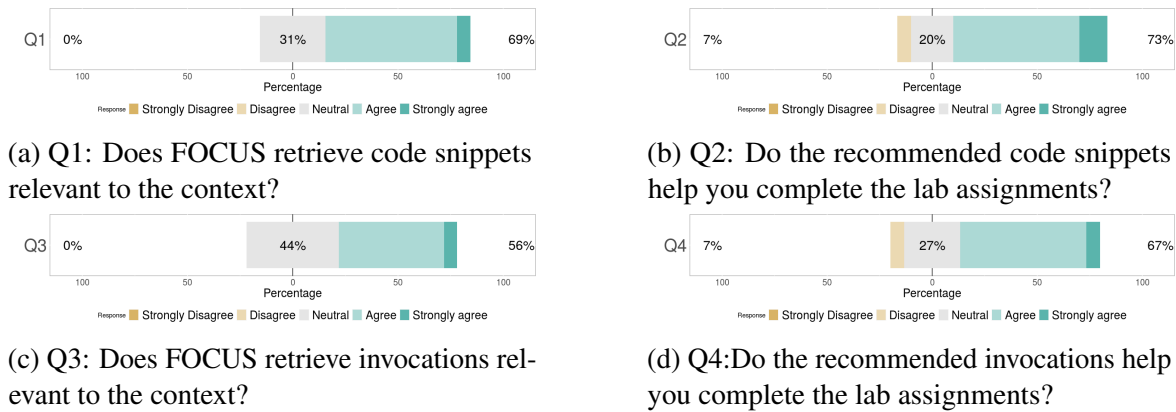 Q1 0% 31% 69%
100 50 0 50 100
Percentage
Response Strongly Disagree Disagree Neutral Agree Strongly agree
(a) Q1: Does FOCUS retrieve code snippets
relevant to the context?
Q2 7% 20% 73%
100 50 0 50 100
Percentage
Response Strongly Disagree Disagree Neutral Agree Strongly agree
(b) Q2: Do the recommended code snippets
help you complete the lab assignments?
Q3 0% 44% 56%
100 50 0 50 100
Percentage
Response Strongly Disagree Disagree Neutral Agree Strongly agree
(c) Q3: Does FOCUS retrieve invocations rel-
evant to the context?
Q4 7% 27% 67%
100 50 0 50 100
Percentage
Response Strongly Disagree Disagree Neutral Agree Strongly agree
(d) Q4:Do the recommended invocations help
you complete the lab assignments?